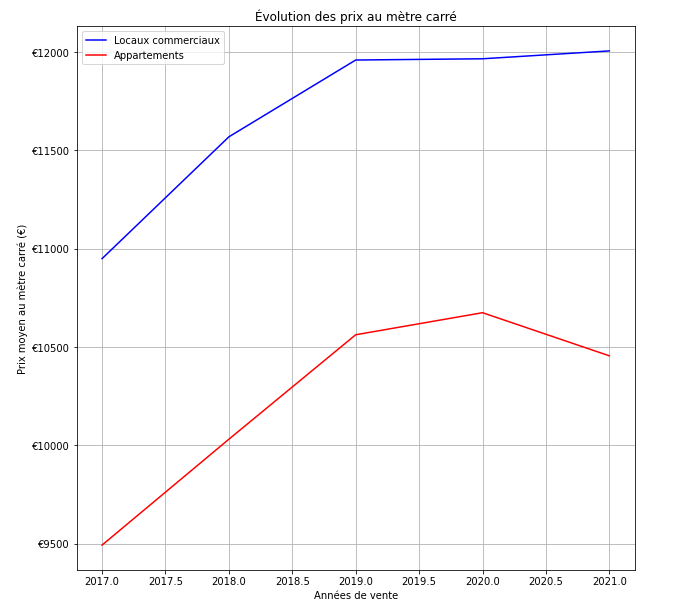 Évolution des prix au mètre carré
Locaux commerciaux
Appartements
€12000
€11500
€11000
€10500
€10000
€9500
Prix moyen au mètre carré (€)
2017.0 2017.5 2018.0 2018.5 2019.0 2019.5 2020.0 2020.5 2021.0
Années de vente